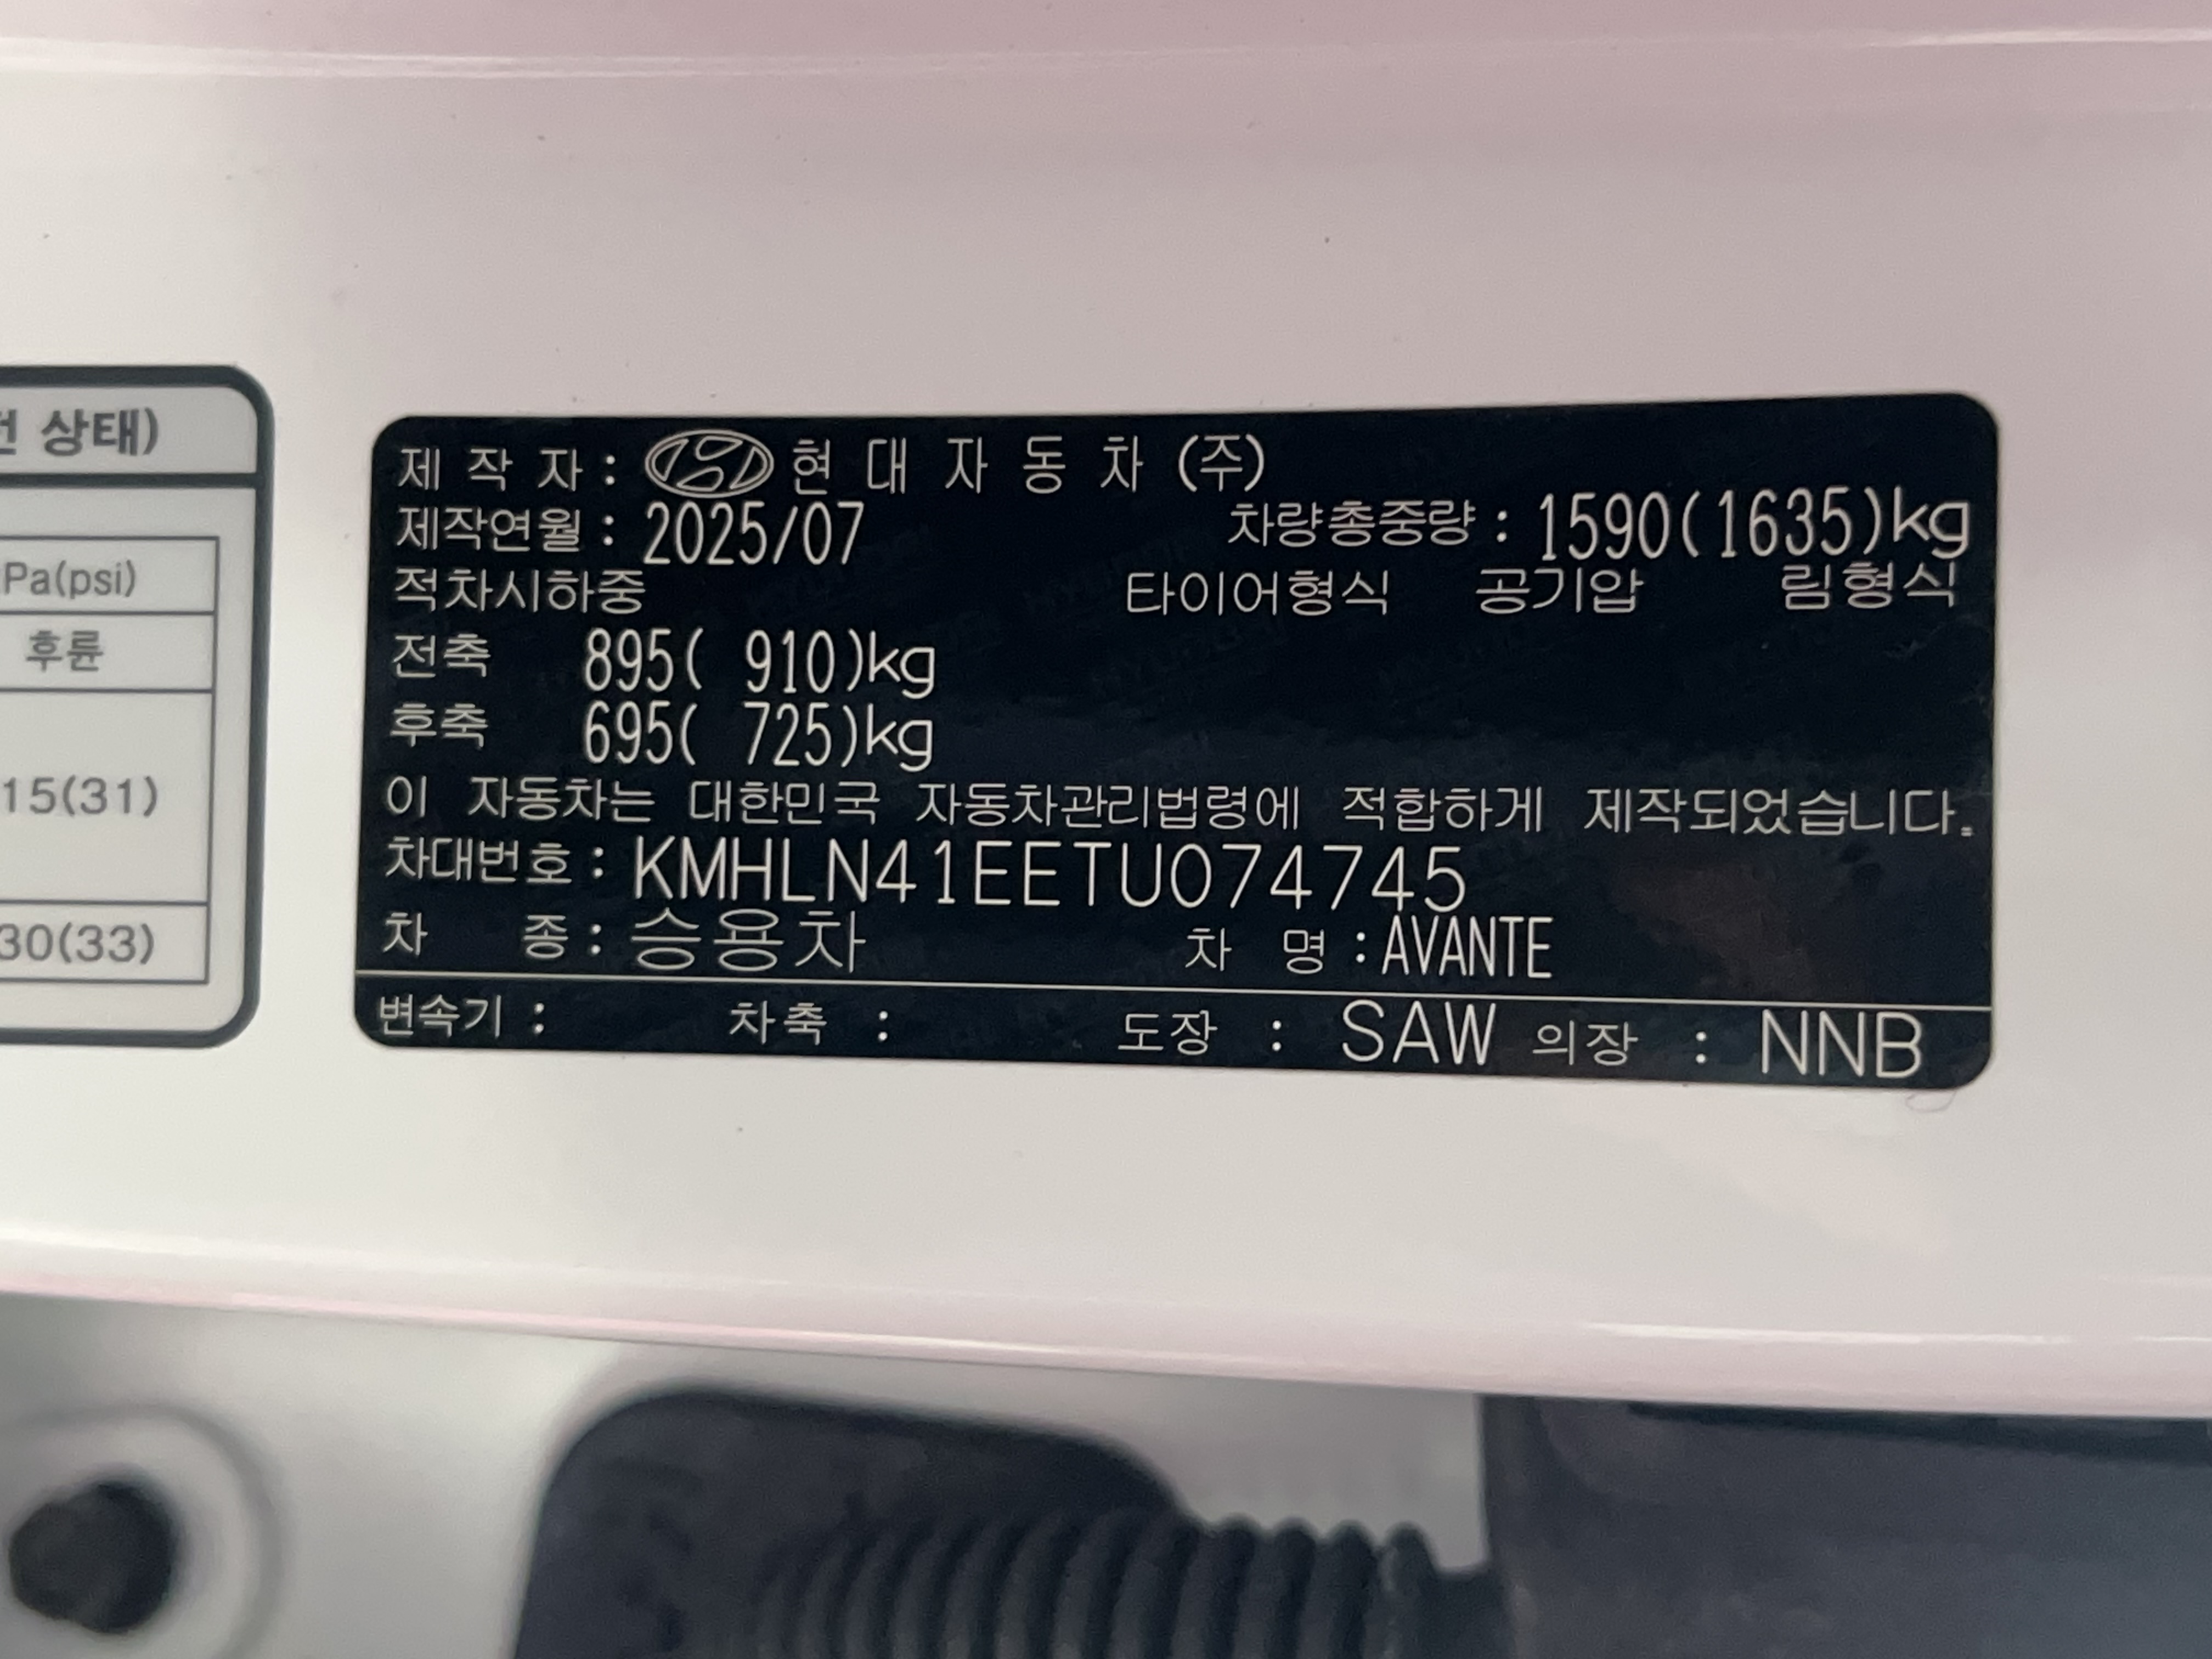 상태)
Pa(psi)
후륜
15(31)
30(33)
제 작 자 : 현 대 자 동 차 (주)
제작연월 : 2025/07 차량총중량 : 1590(1635)kg
적차시하중 타이어형식 공기압 림형식
전축 895( 910)kg
후축 695( 725)kg
이 자동차는 대한민국 자동차관리법령에 적합하게 제작되었습니다.
차대번호 : KMHLN41EETU074745
차 종 : 승용차 차 명 : AVANTE
변속기 : 차축 : 도장 : SAW 의장 : NNB